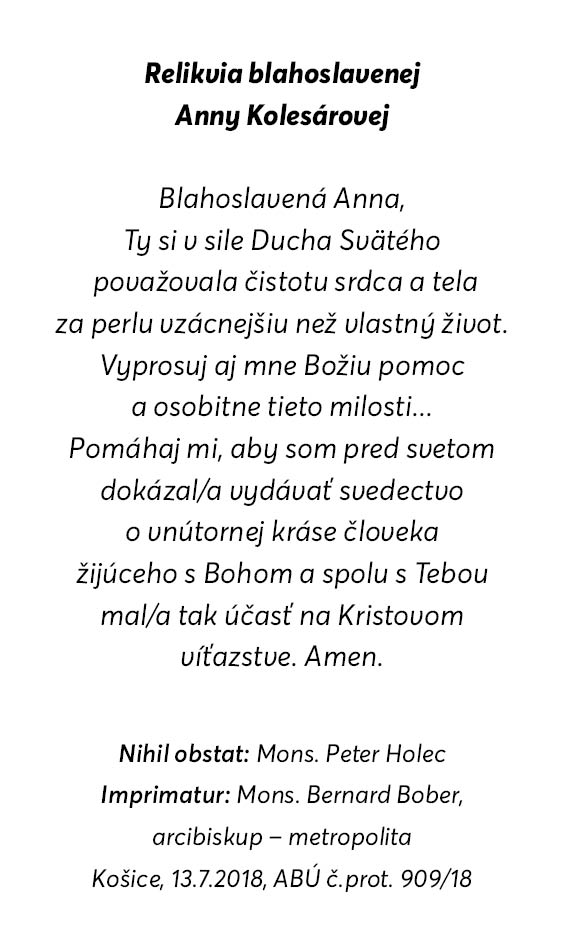 Relikvia blahoslavenej
Anny Kolesárovej
Blahoslavená Anna,
Ty si v sile Ducha Svätého
považovala čistotu srdca a tela
za perlu vzácnejšiu než vlastný život.
Vyprosuj aj mne Božiu pomoc
a osobitne tieto milosti...
Pomáhaj mi, aby som pred svetom
dokázal/a vydávať svedectvo
o vnútornej kráse človeka
žijúceho s Bohom a spolu s Tebou
mal/a tak účasť na Kristovom
víťazstve. Amen.
Nihil obstat: Mons. Peter Holec
Imprimatur: Mons. Bernard Bober,
arcibiskup – metropolita
Košice, 13.7.2018, ABÚ č.prot. 909/18